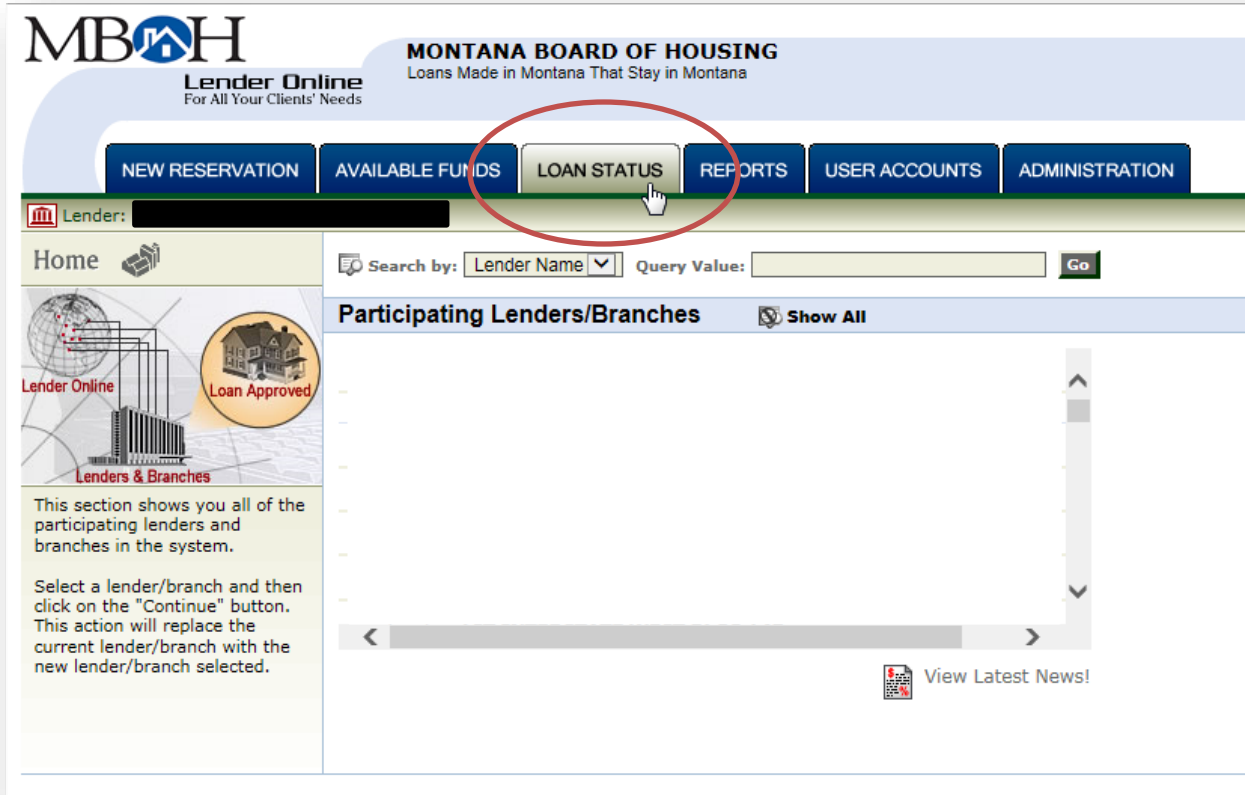 MBOH
Lender Online
For All Your Clients' Needs
MONTANA BOARD OF HOUSING
Loans Made in Montana That Stay in Montana
NEW RESERVATION
AVAILABLE FUNDS
LOAN STATUS
REPORTS
USER ACCOUNTS
ADMINISTRATION
Lender:
Home
Search by: Lender Name Query Value: Go
Participating Lenders/Branches Show All
Lender Online
Loan Approved
Lenders & Branches
This section shows you all of the
participating lenders and
branches in the system.
Select a lender/branch and then
click on the "Continue" button.
This action will replace the
current lender/branch with the
new lender/branch selected.
View Latest News!